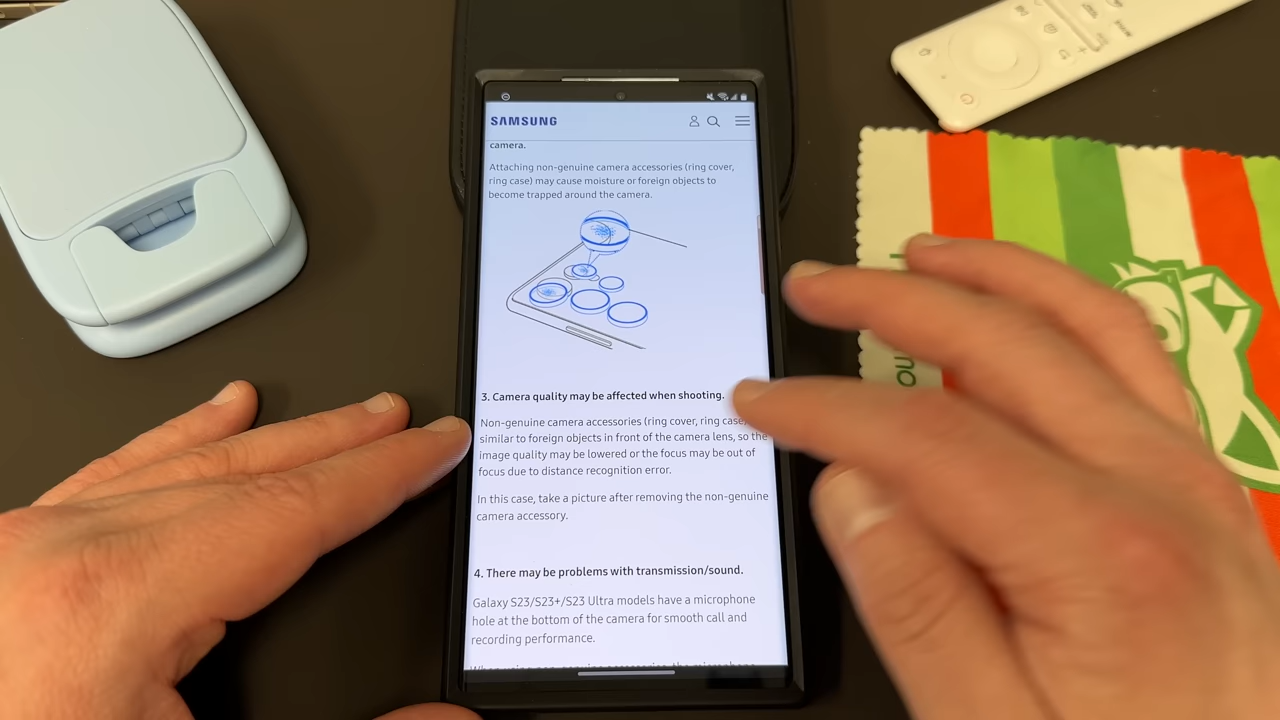 SAMSUNG
camera.
Attaching non-genuine camera accessories (ring cover,
ring case) may cause moisture or foreign objects to
become trapped around the camera.
3. Camera quality may be affected when shooting.
Non-genuine camera accessories (ring cover, ring case)
similar to foreign objects in front of the camera lens, so the
image quality may be lowered or the focus may be out of
focus due to distance recognition error.
In this case, take a picture after removing the non-genuine
camera accessory.
4. There may be problems with transmission/sound.
Galaxy S23/S23+/S23 Ultra models have a microphone
hole at the bottom of the camera for smooth call and
recording performance.